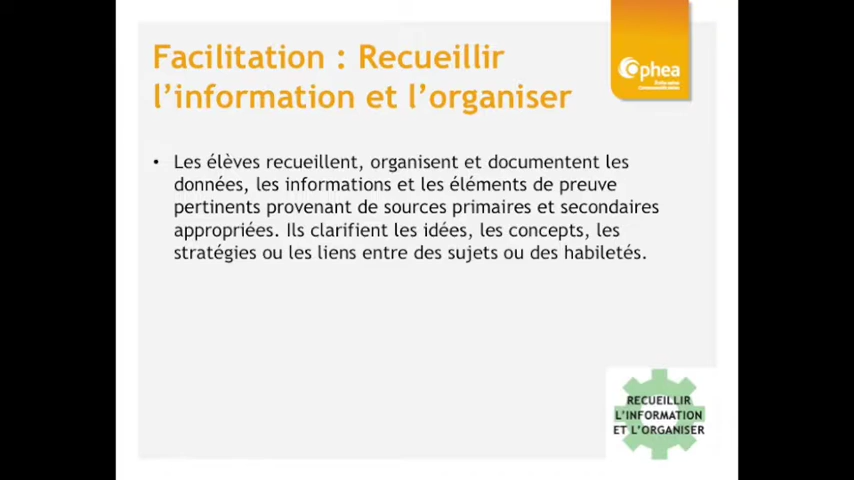 Facilitation : Recueillir
l’information et l’organiser
Ophea
• Les élèves recueillent, organisent et documentent les
données, les informations et les éléments de preuve
pertinents provenant de sources primaires et secondaires
appropriées. Ils clarifient les idées, les concepts, les
stratégies ou les liens entre des sujets ou des habiletés.
RECUEILLIR
L’INFORMATION
ET L’ORGANISER